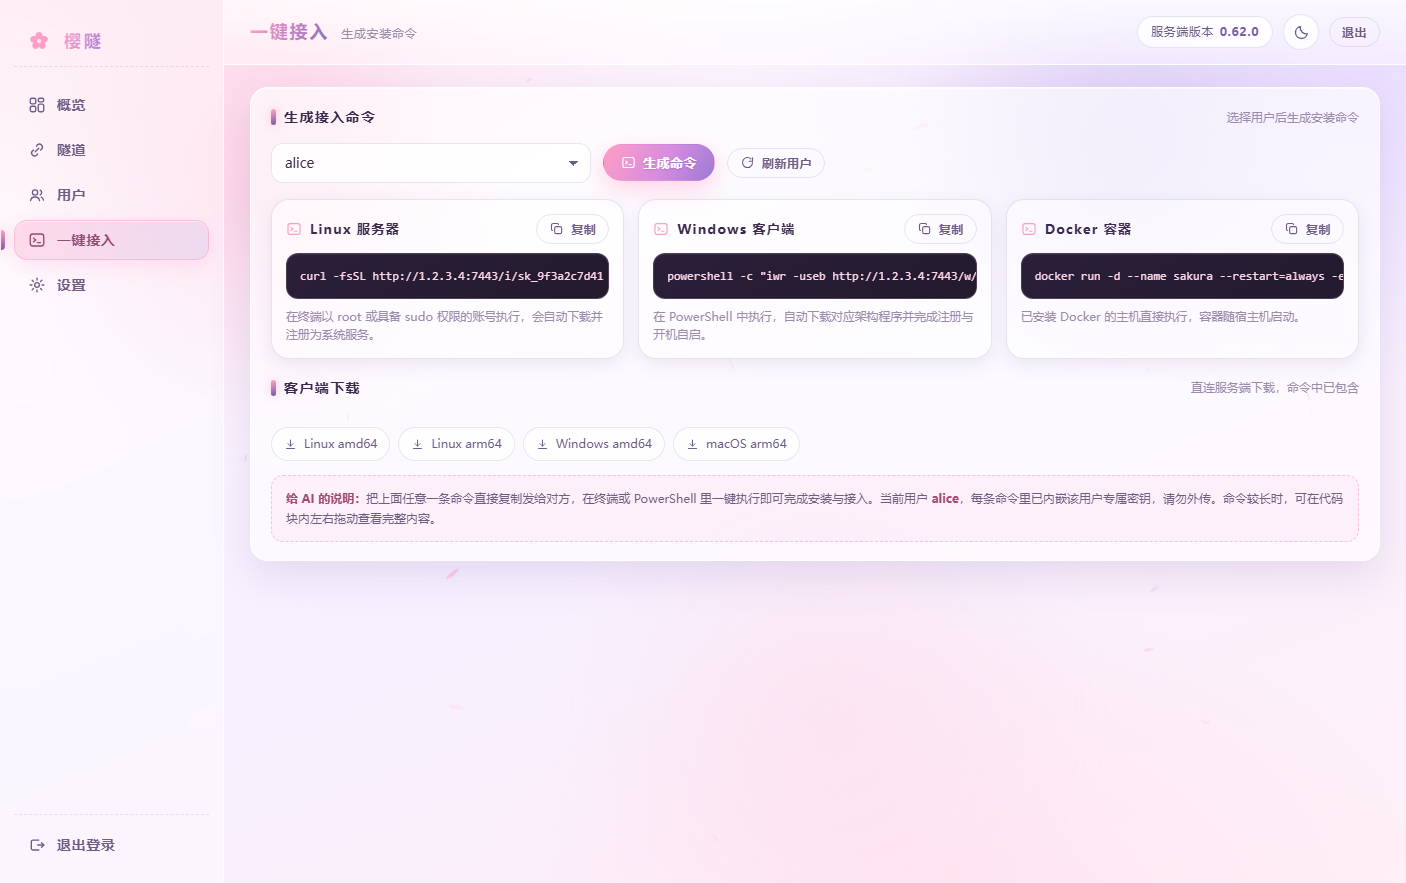 樱隧
概览
隧道
用户
一键接入
设置
退出登录
一键接入 生成安装命令
服务端版本 0.62.0
退出
生成接入命令
选择用户后生成安装命令
alice
生成命令
刷新用户
Linux 服务器
复制
curl -fsSL http://1.2.3.4:7443/i/sk_9f3a2c7d41
在终端以 root 或具备 sudo 权限的账号执行，会自动下载并
注册为系统服务。
Windows 客户端
复制
powershell -c "iwr -useb http://1.2.3.4:7443/w/
在 PowerShell 中执行，自动下载对应架构程序并完成注册与
开机自启。
Docker 容器
复制
docker run -d --name sakura --restart=always -e
已安装 Docker 的主机直接执行，容器随宿主机启动。
客户端下载
直连服务端下载，命令中已包含
Linux amd64
Linux arm64
Windows amd64
macOS arm64
给 AI 的说明：把上面任意一条命令直接复制发给对方，在终端或 PowerShell 里一键执行即可完成安装与接入。当前用户 alice，每条命令里已内嵌该用户专属密钥，请勿外传。命令较长时，可在代码
块内左右拖动查看完整内容。